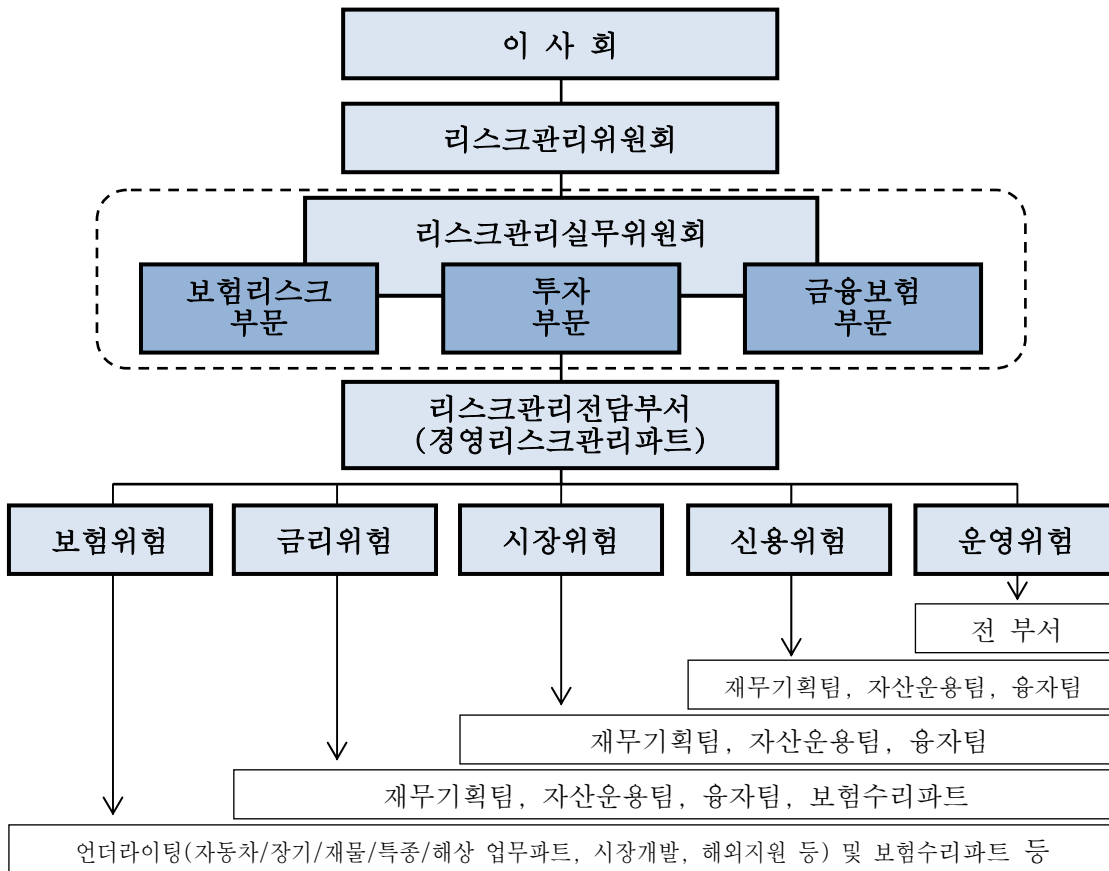 이 사 회
리스크관리위원회
리스크관리실무위원회
보험리스크
부문
투자
부문
금융보험
부문
리스크관리전담부서
(경영리스크관리파트)
보험위험
금리위험
시장위험
신용위험
운영위험
전 부서
재무기획팀, 자산운용팀, 융자팀
재무기획팀, 자산운용팀, 융자팀
재무기획팀, 자산운용팀, 융자팀, 보험수리파트
언더라이팅(자동차/장기/재물/특종/해상 업무파트, 시장개발, 해외지원 등) 및 보험수리파트 등